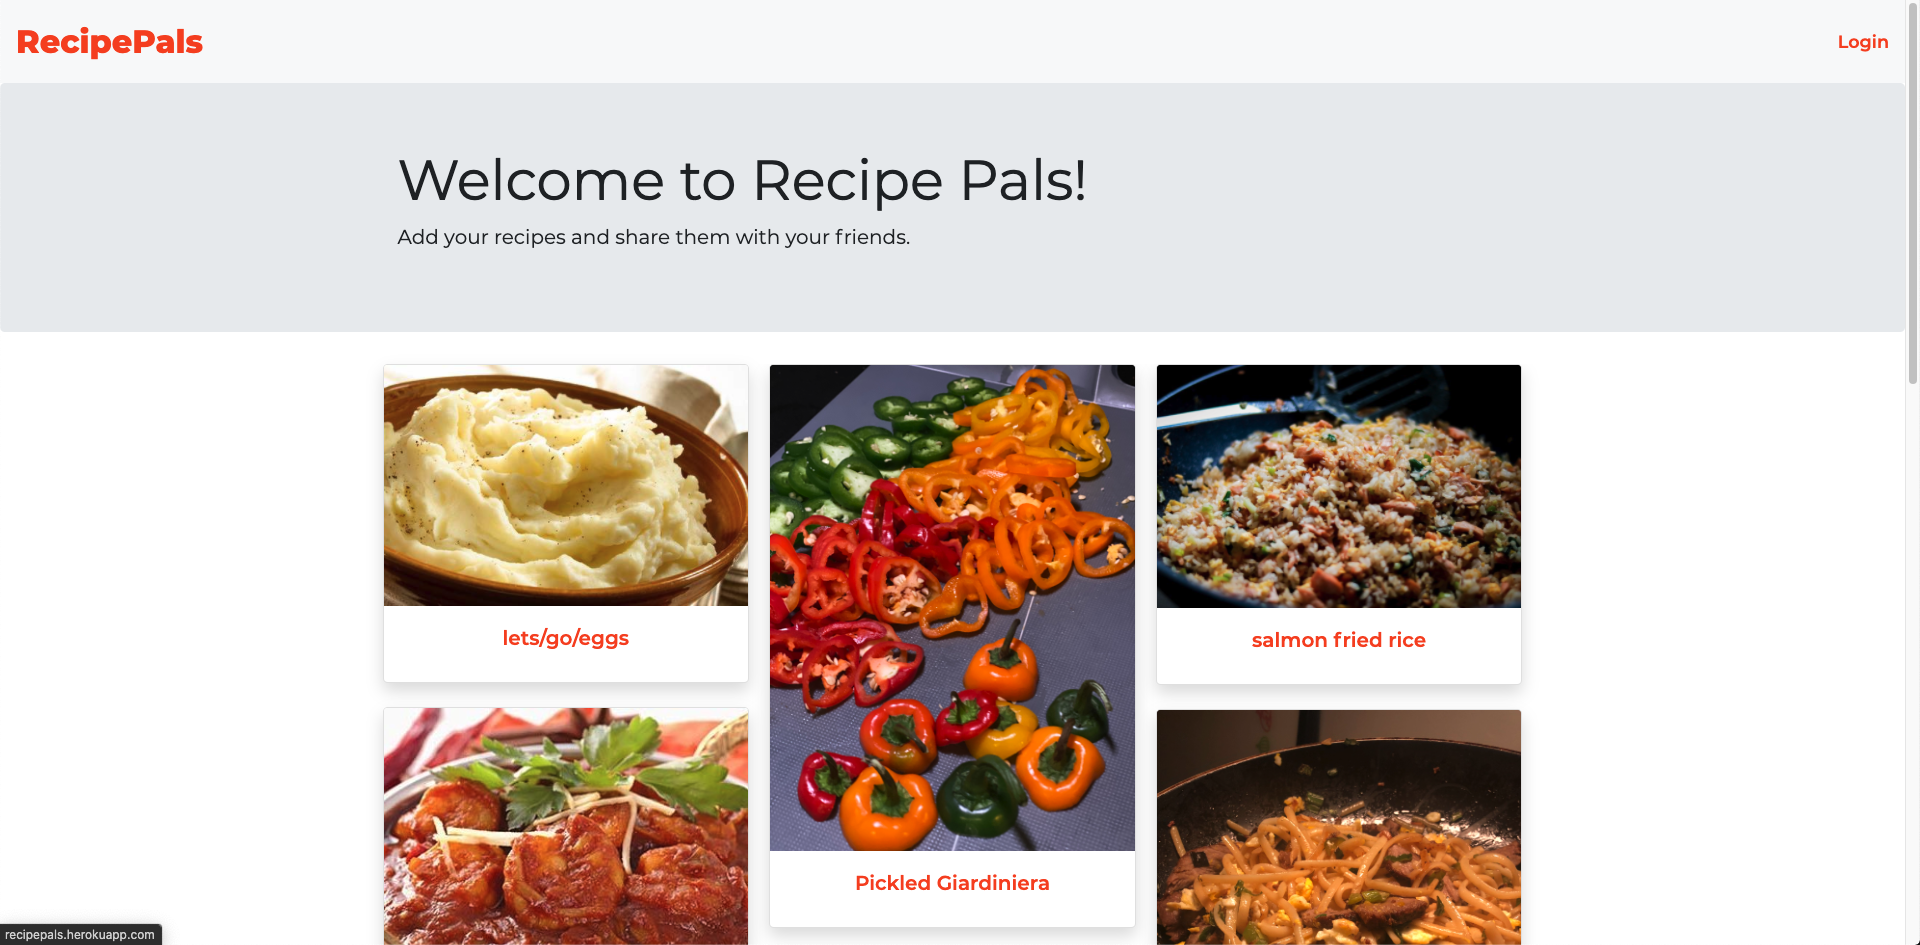 RecipePals
Login
Welcome to Recipe Pals!
Add your recipes and share them with your friends.
lets/go/eggs
salmon fried rice
Pickled Giardiniera
recipepals.herokuapp.com